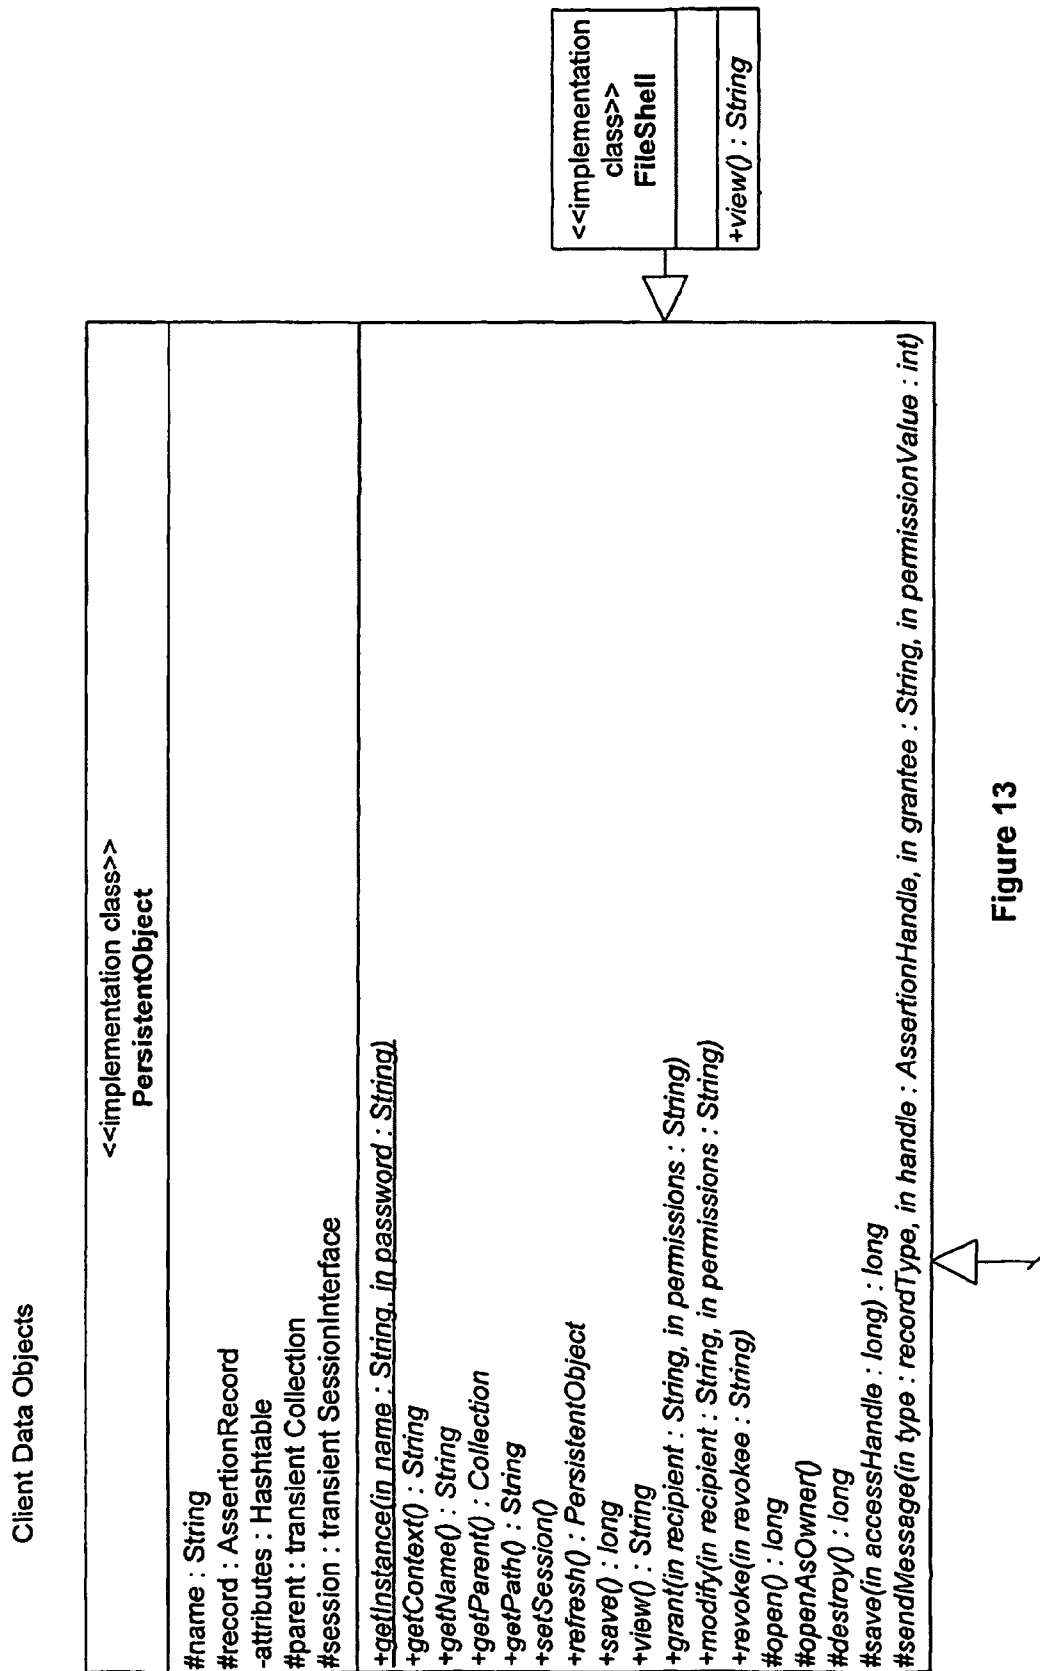 Client Data Objects
<<implementation class>>
PersistentObject
#name : String
#record : AssertionRecord
-attributes : Hashtable
#parent : transient Collection
#session : transient SessionInterface
+getInstance(in name : String, in password : String)
+getContext() : String
+getName() : String
+getParent() : Collection
+getPath() : String
+setSession()
+refresh() : PersistentObject
+save() : long
+view() : String
+grant(in recipient : String, in permissions : String)
+modify(in recipient : String, in permissions : String)
+revoke(in revokee : String)
#open() : long
#openAsOwner()
#destroy() : long
#save(in accessHandle : long) : long
#sendMessage(in type : recordType, in handle : AssertionHandle, in grantee : String, in permissionValue : int)
<<implementation
class>>
FileShell
+view() : String
Figure 13